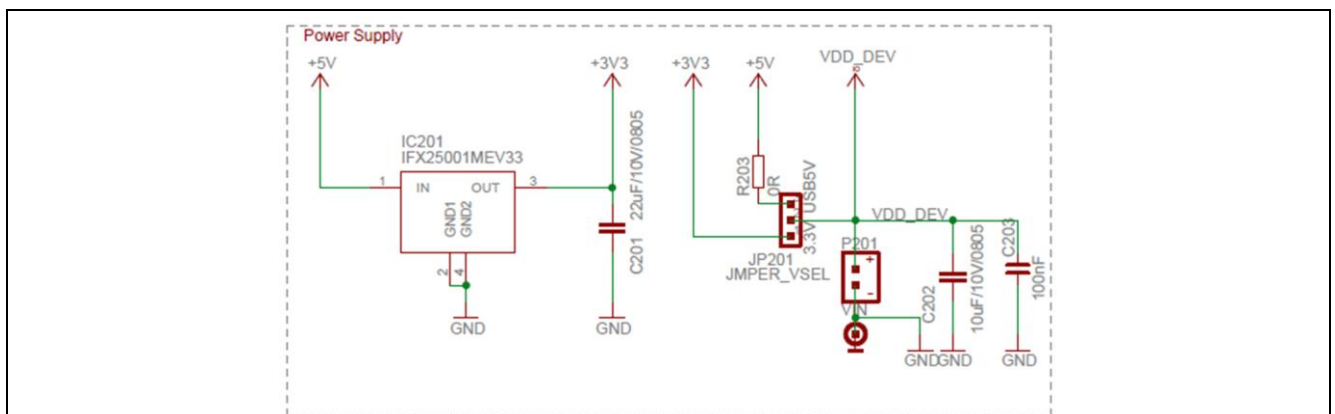 Power Supply
+5V
+3V3
+3V3
+5V
VDD_DEV
IC201
IFX25001MEV33
1
IN
OUT
3
GND1
GND2
2
4
GND
22uF/10V/0805
C201
GND
R203
0R
USB5V
3.3V
JP201
JMPER_VSEL
VDD_DEV
P201
+
-
VIN
GND
C202
10uF/10V/0805
GND
C203
100nF
GND